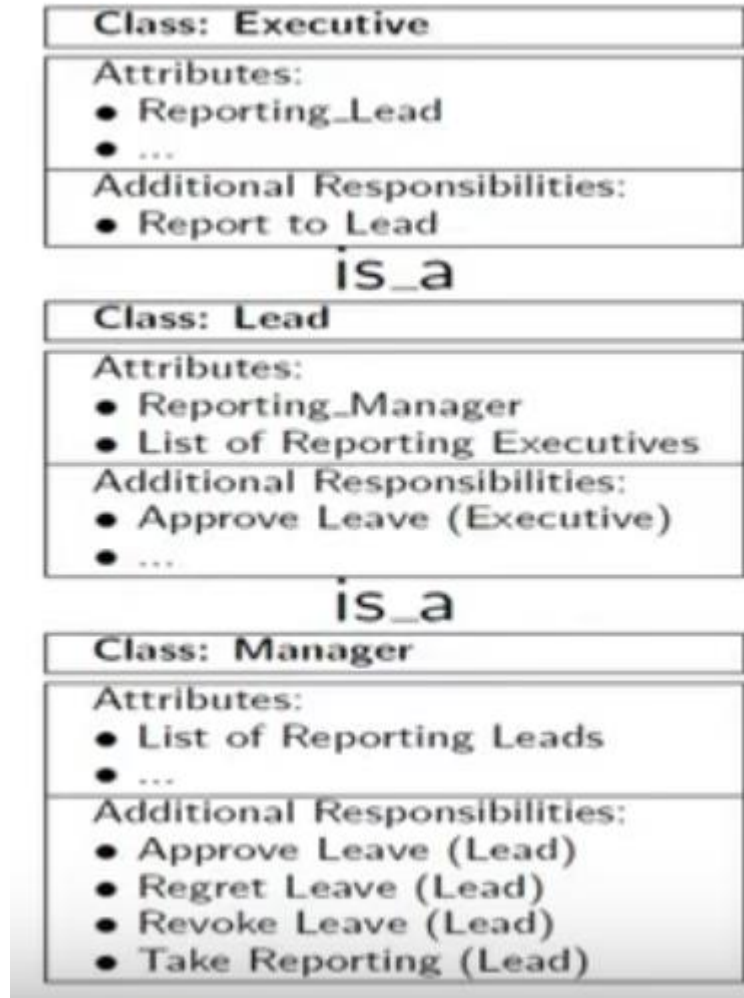 Class: Executive
Attributes:
● Reporting_Lead
● ...
Additional Responsibilities:
● Report to Lead
is_a
Class: Lead
Attributes:
● Reporting_Manager
● List of Reporting Executives
Additional Responsibilities:
● Approve Leave (Executive)
● ...
is_a
Class: Manager
Attributes:
● List of Reporting Leads
● ...
Additional Responsibilities:
● Approve Leave (Lead)
● Regret Leave (Lead)
● Revoke Leave (Lead)
● Take Reporting (Lead)